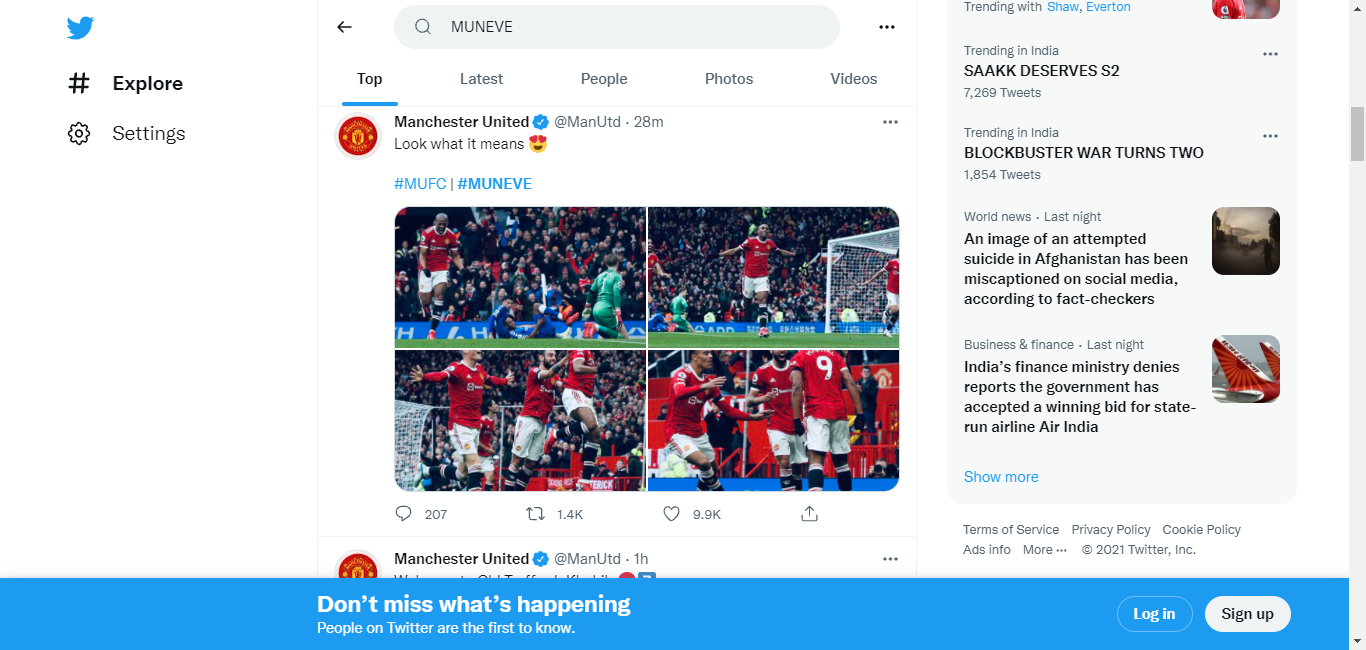 Explore
Settings
MUNEVE
Top
Latest
People
Photos
Videos
Manchester United @ManUtd · 28m
Look what it means 😍
#MUFC | #MUNEVE
9
207
1.4K
9.9K
Manchester United @ManUtd · 1h
Trending with Shaw, Everton
Trending in India
SAAKK DESERVES S2
7,269 Tweets
Trending in India
BLOCKBUSTER WAR TURNS TWO
1,854 Tweets
World news · Last night
An image of an attempted
suicide in Afghanistan has been
miscaptioned on social media,
according to fact-checkers
Business & finance · Last night
India’s finance ministry denies
reports the government has
accepted a winning bid for state-
run airline Air India
Show more
Terms of Service Privacy Policy Cookie Policy
Ads info More ··· © 2021 Twitter, Inc.
Don’t miss what’s happening
People on Twitter are the first to know.
Log in
Sign up